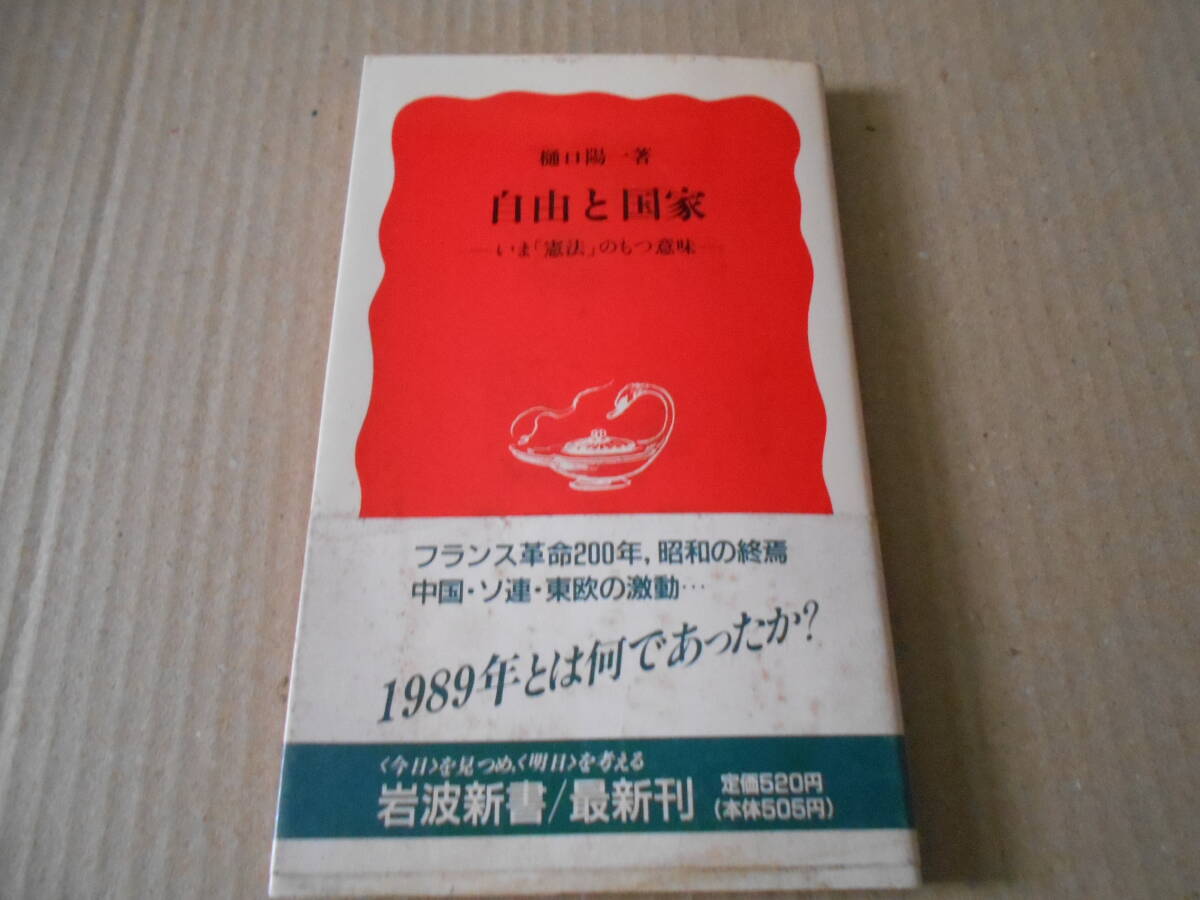 樋口陽一著
自由と国家
―いま「憲法」のもつ意味―
フランス革命200年,昭和の終焉
中国・ソ連・東欧の激動…
1989年とは何であったか?
〈今日〉を見つめ,〈明日〉を考える
岩波新書/最新刊
定価520円
(本体505円)